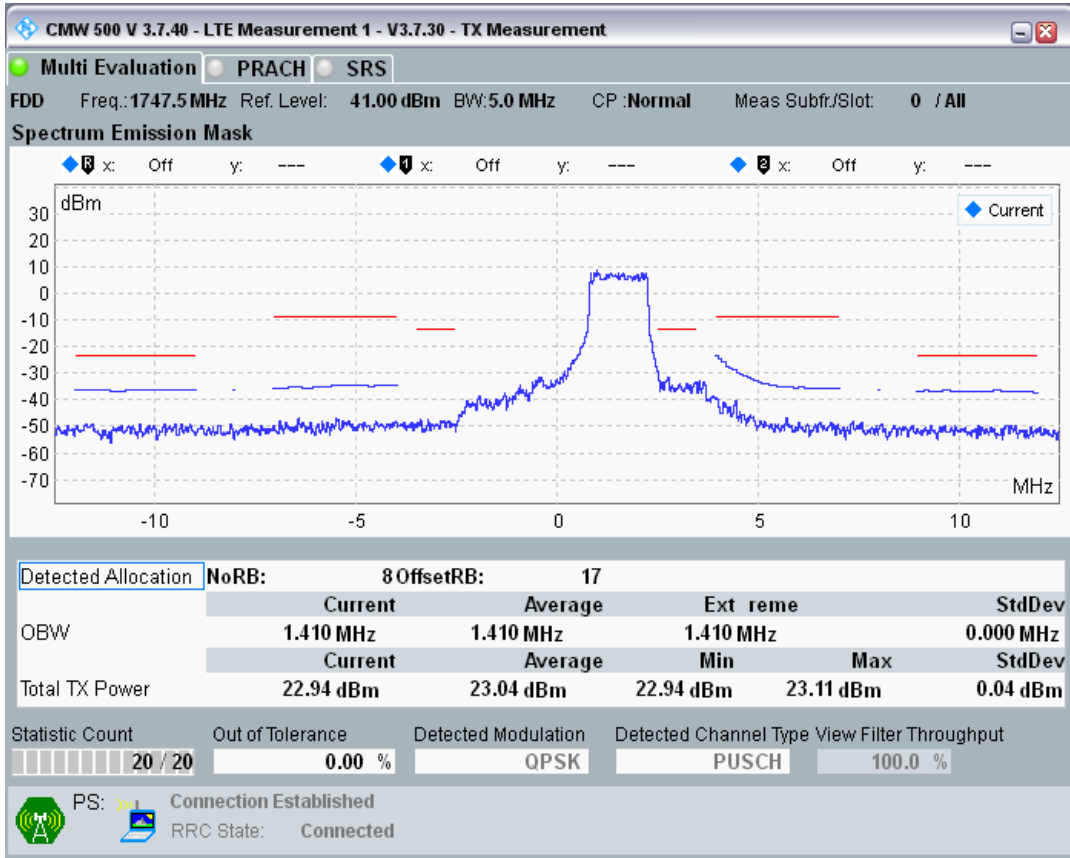 CMW 500 V 3.7.40 - LTE Measurement 1 - V3.7.30 - TX Measurement
Multi Evaluation PRACH SRS
FDD Freq.: 1747.5 MHz Ref. Level: 41.00 dBm BW: 5.0 MHz CP : Normal Meas Subfr./Slot: 0 / All
Spectrum Emission Mask
R x: Off y: --- 1 x: Off y: --- 2 x: Off y: ---
dBm
Current
30
20
10
0
-10
-20
-30
-40
-50
-60
-70
MHz
-10 -5 0 5 10
Detected Allocation NoRB: 8 OffsetRB: 17
Current Average Ext reme StdDev
OBW 1.410 MHz 1.410 MHz 1.410 MHz 0.000 MHz
Current Average Min Max StdDev
Total TX Power 22.94 dBm 23.04 dBm 22.94 dBm 23.11 dBm 0.04 dBm
Statistic Count Out of Tolerance Detected Modulation Detected Channel Type View Filter Throughput
20 / 20 0.00 % QPSK PUSCH 100.0 %
PS: Connection Established
RRC State: Connected